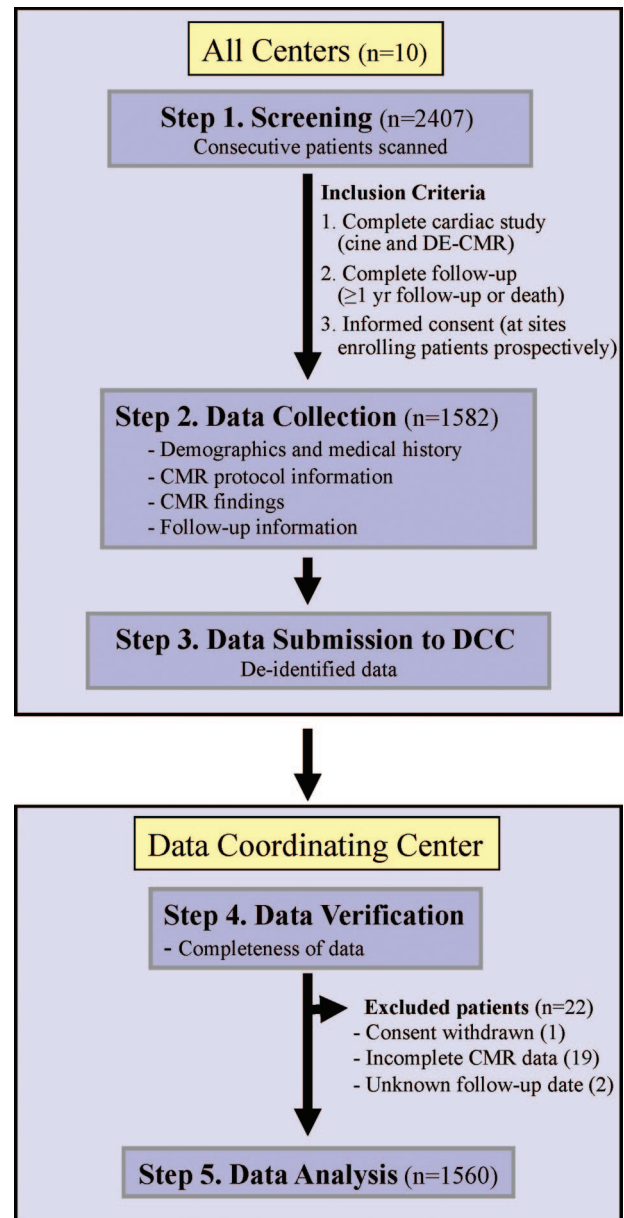 All Centers (n=10)
Step 1. Screening (n=2407)
Consecutive patients scanned
Inclusion Criteria
1. Complete cardiac study
(cine and DE-CMR)
2. Complete follow-up
(≥1 yr follow-up or death)
3. Informed consent (at sites
enrolling patients prospectively)
Step 2. Data Collection (n=1582)
- Demographics and medical history
- CMR protocol information
- CMR findings
- Follow-up information
Step 3. Data Submission to DCC
De-identified data
Data Coordinating Center
Step 4. Data Verification
- Completeness of data
Excluded patients (n=22)
- Consent withdrawn (1)
- Incomplete CMR data (19)
- Unknown follow-up date (2)
Step 5. Data Analysis (n=1560)